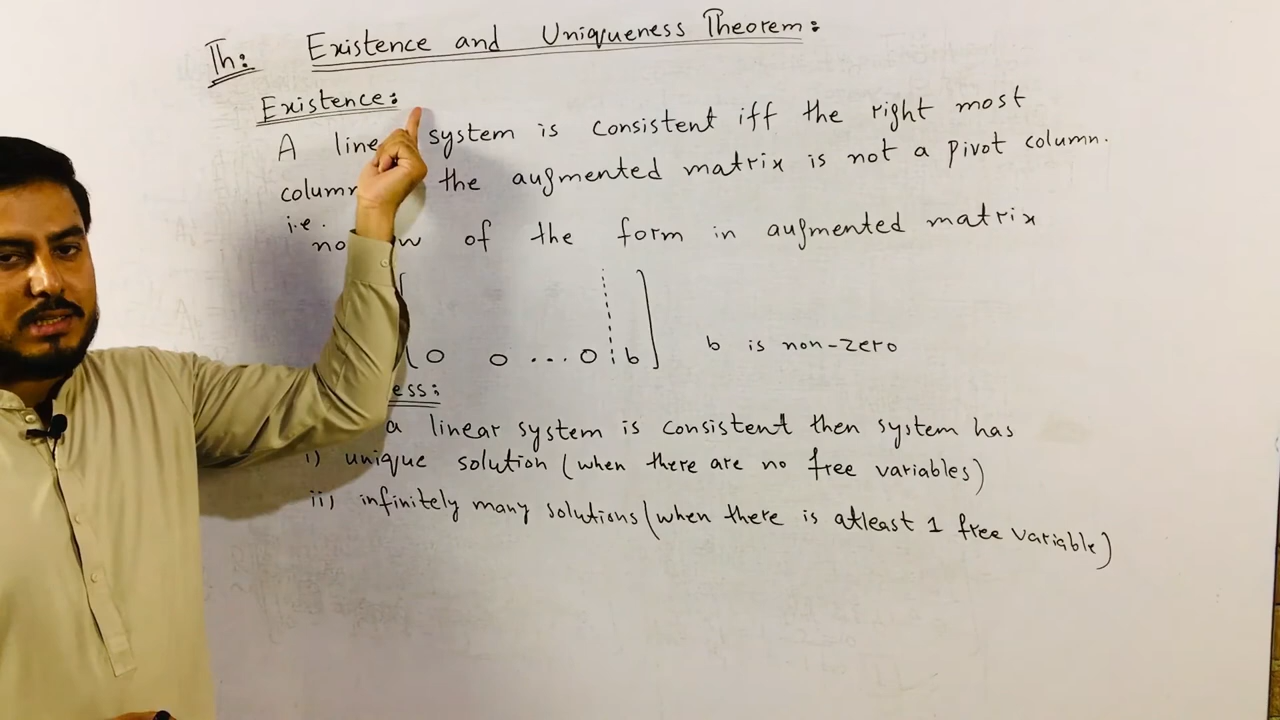 Th: Existence and Uniqueness Theorem:
Existence:
A line system is consistent iff the right most
column the augmented matrix is not a pivot column.
i.e.
no w of the form in augmented matrix
[0 0 ... 0 ¦ b] b is non-zero
ess:
a linear system is consistent then system has
i) unique solution (when there are no free variables)
ii) infinitely many solutions (when there is atleast 1 free variable)